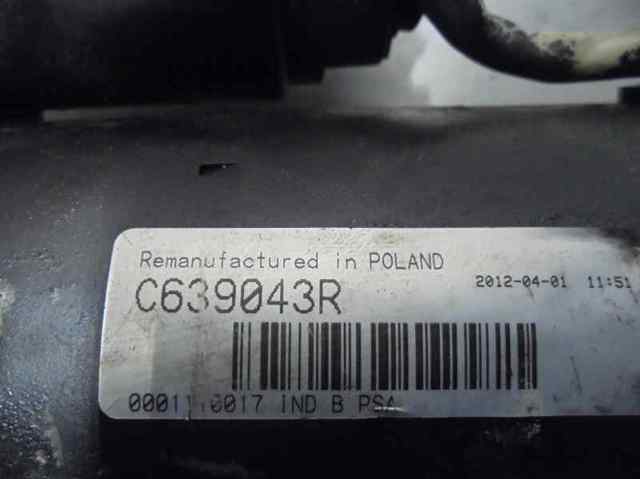 Remanufactured in POLAND
C639043R
2012-04-01 11:51
IND B PSA